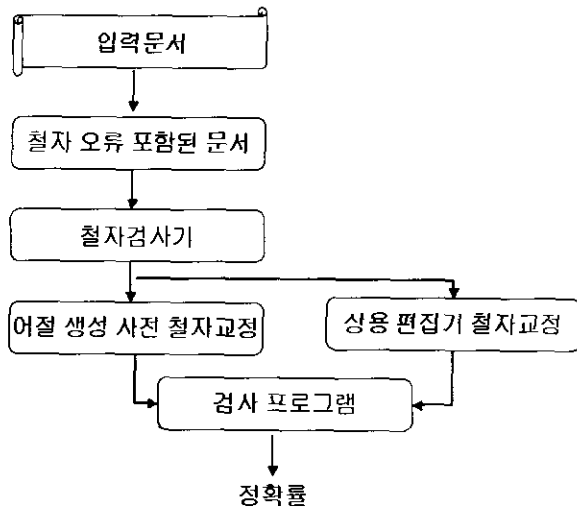 입력문서
철자 오류 포함된 문서
철자검사기
어절 생성 사전 철자교정
상용 편집기 철자교정
검사 프로그램
정확률